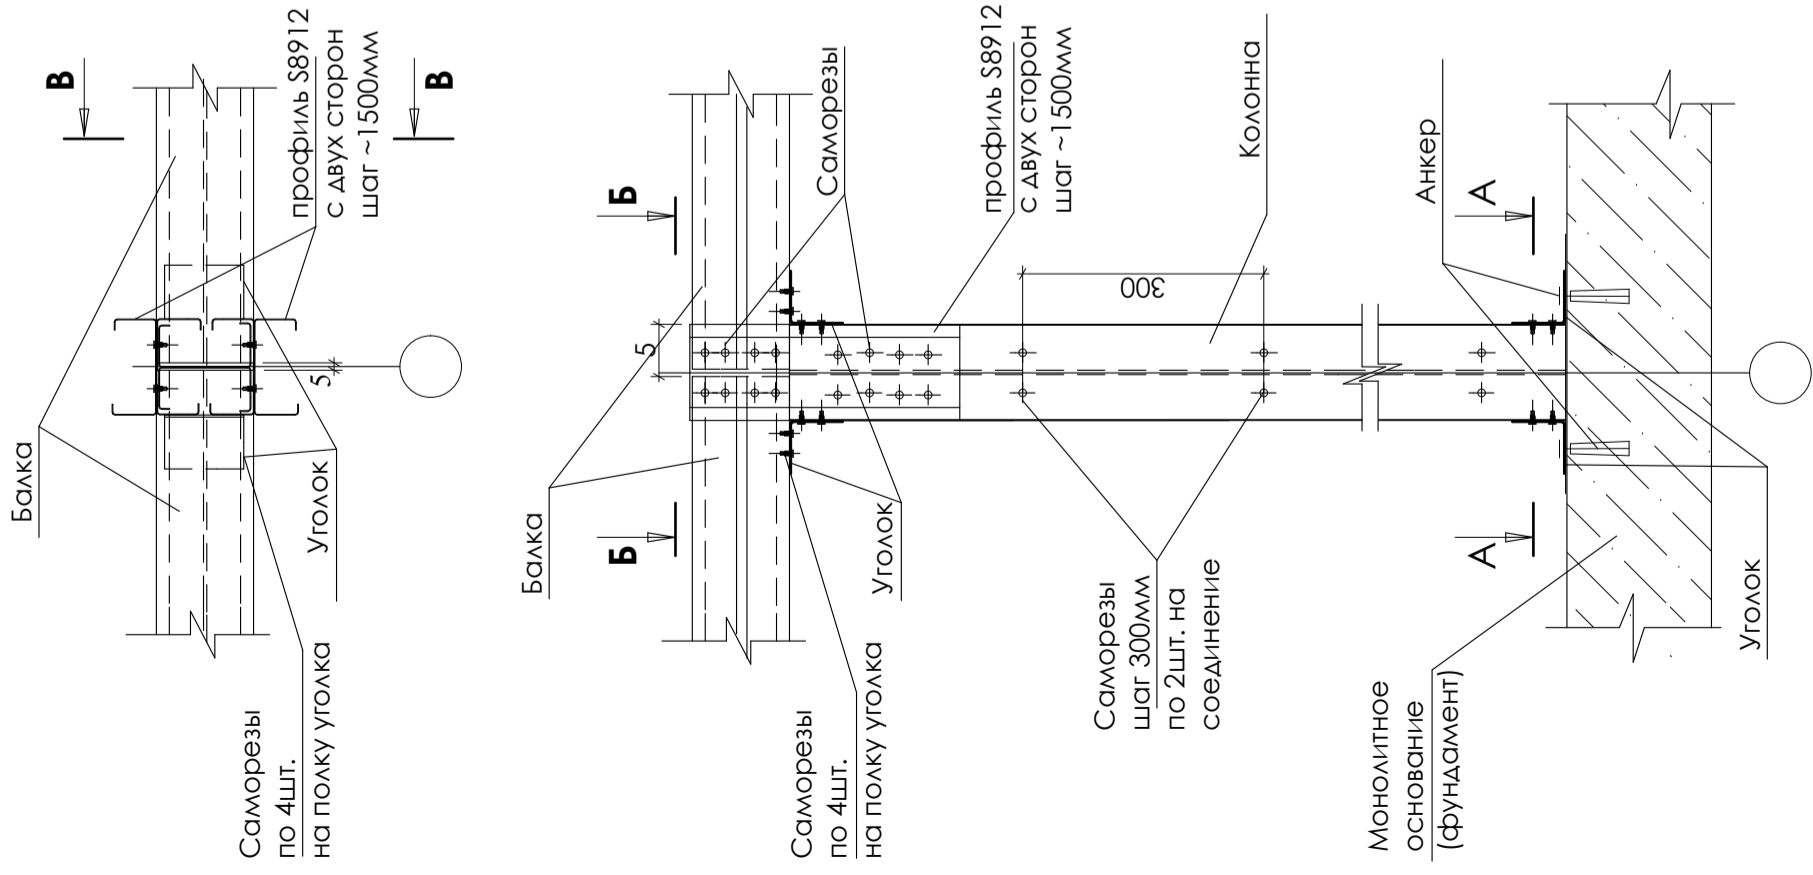 Балка
В
профиль S8912
с двух сторон
шаг ~1500мм
В
5
Уголок
Саморезы
по 4шт.
на полку уголка
Балка
Б
Саморезы
профиль S8912
с двух сторон
шаг ~1500мм
5
Б
Уголок
Саморезы
по 4шт.
на полку уголка
300
Колонна
Саморезы
шаг 300мм
по 2шт. на
соединение
Анкер
А
А
Монолитное
основание
(фундамент)
Уголок